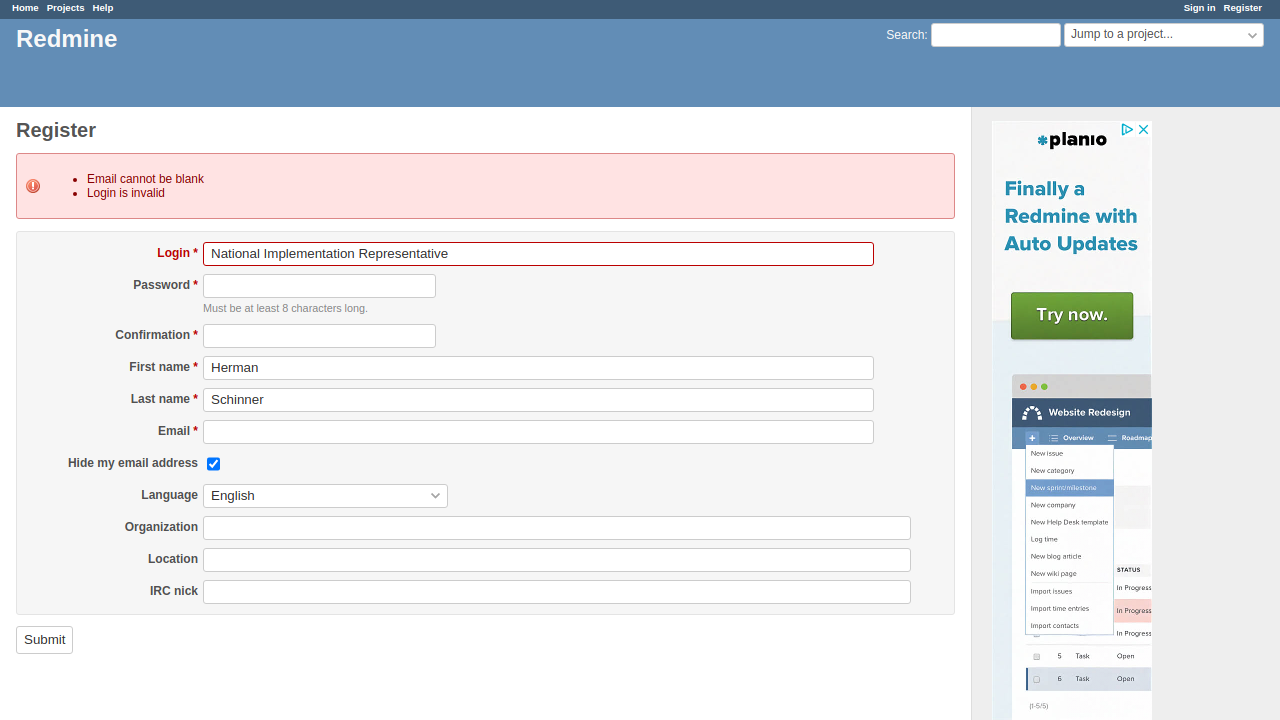 Home Projects Help Sign in Register
Redmine
Search: Jump to a project...
Register
Email cannot be blank
Login is invalid
Login * National Implementation Representative
Password *
Must be at least 8 characters long.
Confirmation *
First name * Herman
Last name * Schinner
Email *
Hide my email address
Language English
Organization
Location
IRC nick
Submit
planio
Finally a
Redmine with
Auto Updates
Try now.
Website Redesign
+ Overview Roadmap
New issue
New category
New sprint/milestone
New company
New Help Desk template
Log time
New blog article
STATUS
New wiki page
In Progress
Import issues
In Progress
Import time entries
Import contacts
In Progress
5 Task Open
6 Task Open
(1-5/5)